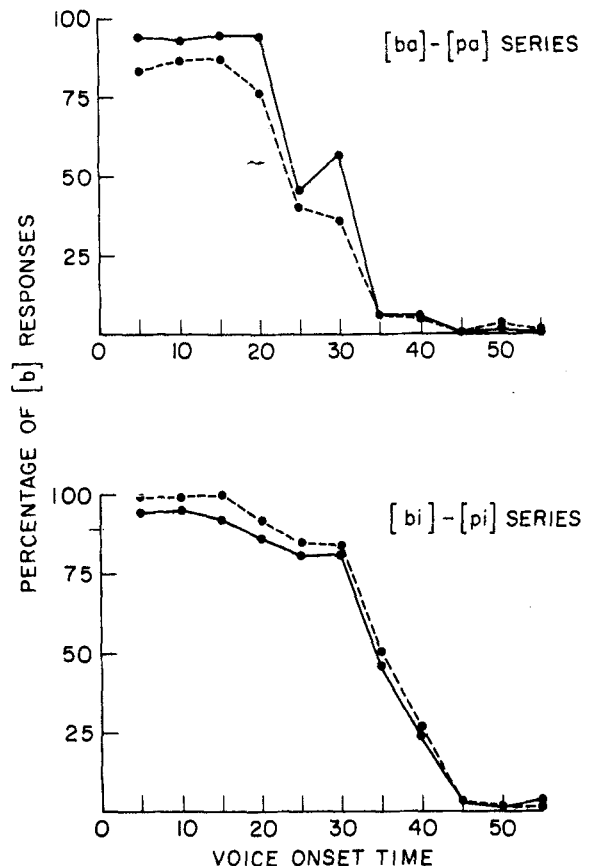 100
[ba]-[pa] SERIES
75
50
25
0 10 20 30 40 50
PERCENTAGE OF [b] RESPONSES
100
[bi]-[pi] SERIES
75
50
25
0 10 20 30 40 50
VOICE ONSET TIME